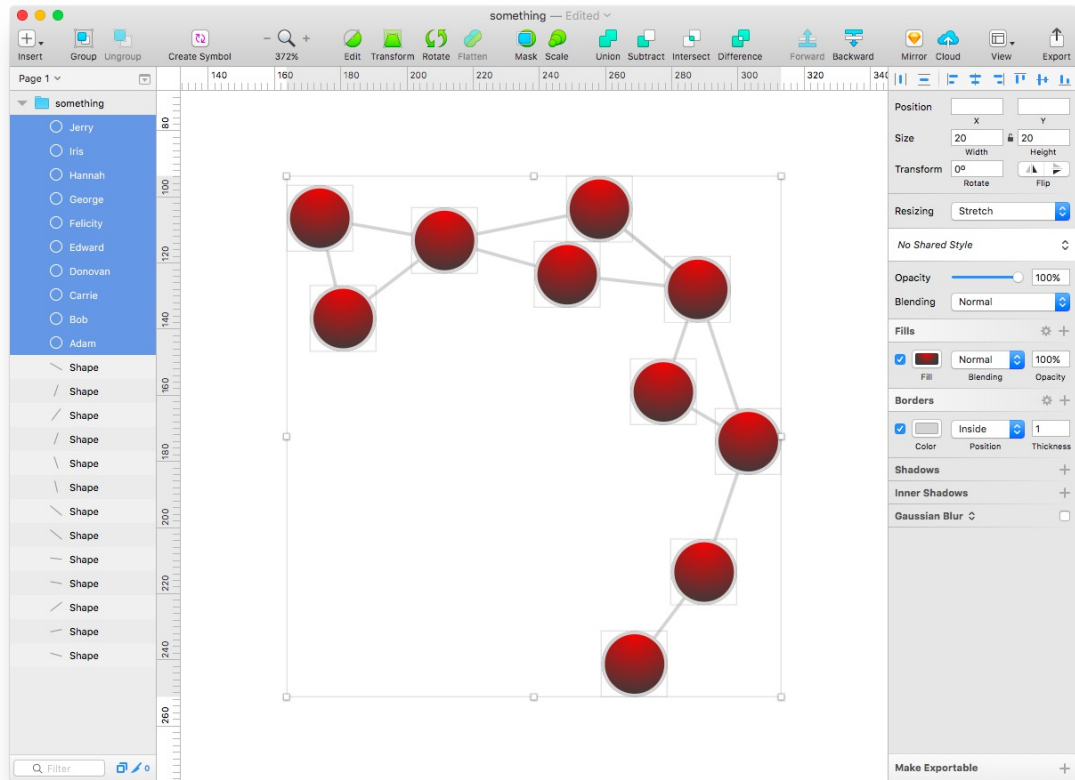 something — Edited
Insert Group Ungroup Create Symbol 372% Edit Transform Rotate Flatten Mask Scale Union Subtract Intersect Difference Forward Backward Mirror Cloud View Export
Page 1
140 160 180 200 220 240 260 280 300 320 340
80
100
120
140
160
180
200
220
240
260
something
Jerry
Iris
Hannah
George
Felicity
Edward
Donovan
Carrie
Bob
Adam
Shape
Shape
Shape
Shape
Shape
Shape
Shape
Shape
Shape
Shape
Shape
Shape
Shape
Filter 0
Position
X Y
Size 20 20
Width Height
Transform 0º
Rotate Flip
Resizing Stretch
No Shared Style
Opacity 100%
Blending Normal
Fills
Normal 100%
Fill Blending Opacity
Borders
Inside 1
Color Position Thickness
Shadows
Inner Shadows
Gaussian Blur
Make Exportable